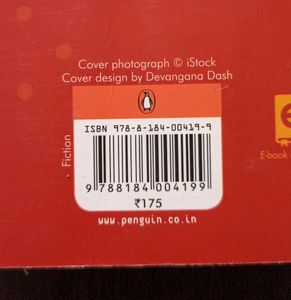 Cover photograph © iStock
Cover design by Devangana Dash
ISBN 978-8-184-00419-9
Fiction
9 788184 004199
₹175
www.penguin.co.in
E-book